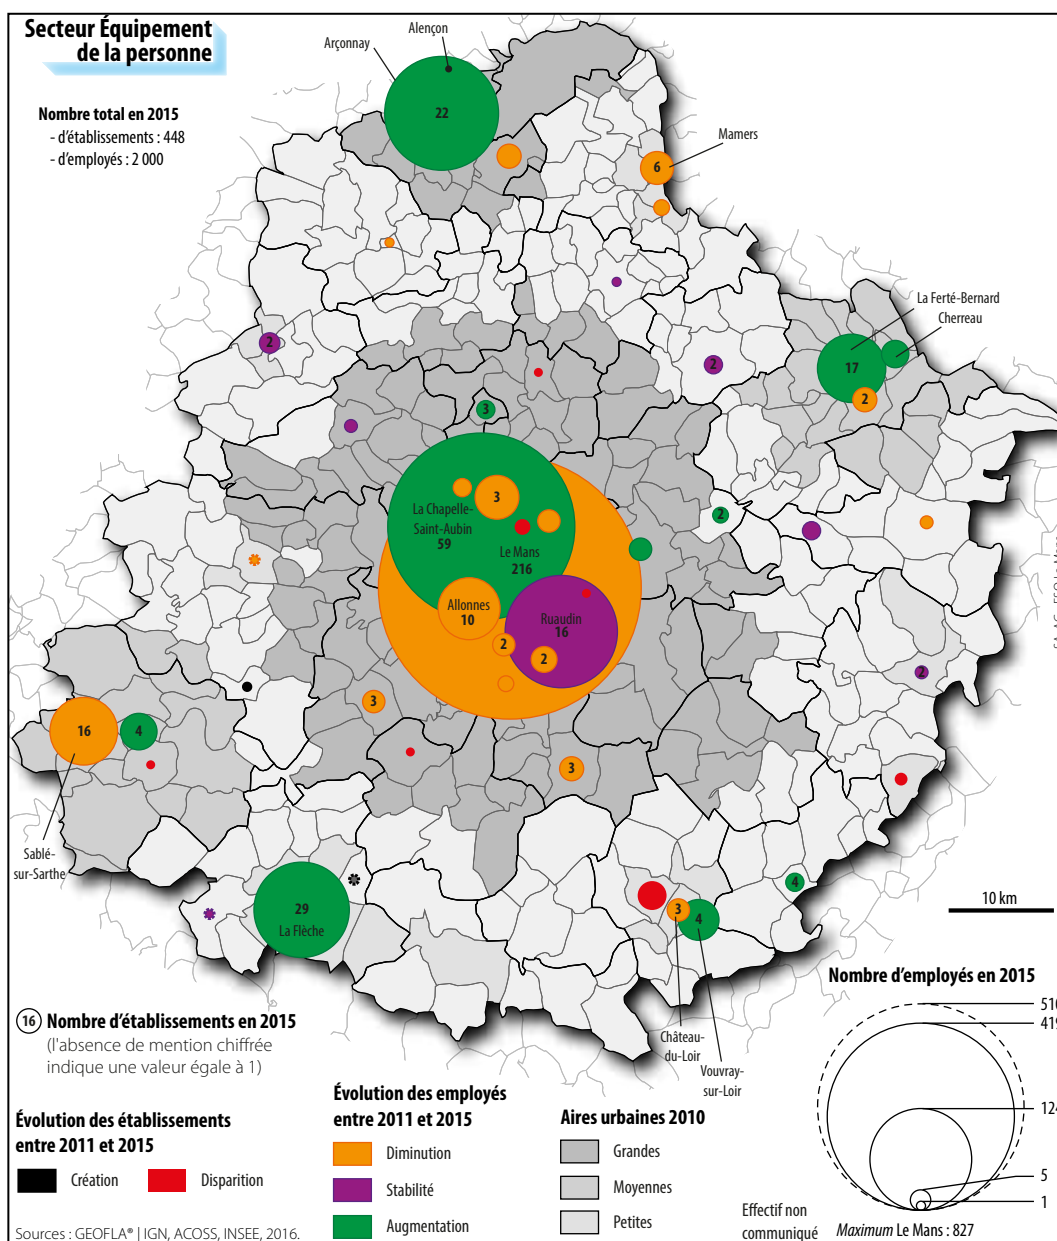 Secteur Équipement
de la personne
Nombre total en 2015
- d'établissements : 448
- d'employés : 2 000
Alençon
Arçonnay
22
Mamers
6
La Ferté-Bernard
Cherreau
17
2
2
2
3
2
La Chapelle-
Saint-Aubin
59
3
Le Mans
216
Allonnes
10
Ruaudin
16
2
2
2
3
3
16
4
Sablé-
sur-Sarthe
29
La Flèche
4
3
4
Château-
du-Loir
Vouvray-
sur-Loir
10 km
16 Nombre d'établissements en 2015
(l'absence de mention chiffrée
indique une valeur égale à 1)
Évolution des établissements
entre 2011 et 2015
Création
Disparition
Évolution des employés
entre 2011 et 2015
Diminution
Stabilité
Augmentation
Aires urbaines 2010
Grandes
Moyennes
Petites
Nombre d'employés en 2015
510
419
124
5
1
Effectif non
communiqué
Maximum Le Mans : 827
Sources : GEOFLA® | IGN, ACOSS, INSEE, 2016.